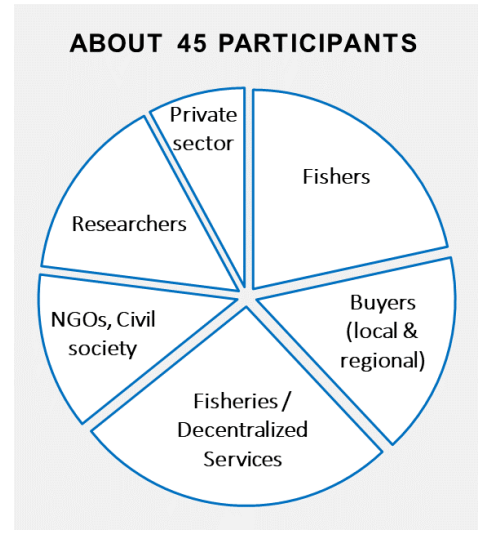 ABOUT 45 PARTICIPANTS
Private
sector
Fishers
Researchers
Buyers
(local &
regional)
NGOs, Civil
society
Fisheries /
Decentralized
Services